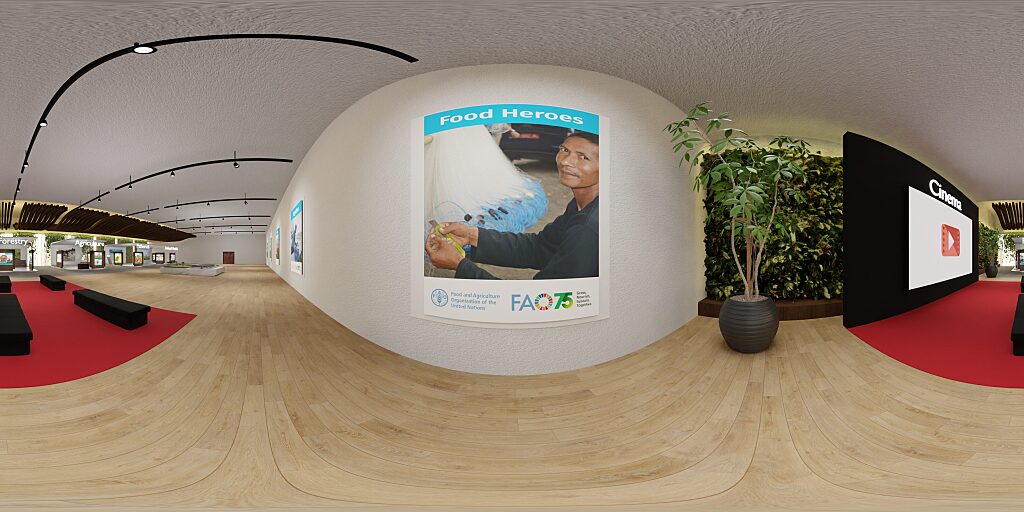 Food Heroes
Food and Agriculture
Organization of the
United Nations
FAO75
Grow,
Nourish,
Sustain.
Together.
Cinema
Forestry
Agriculture